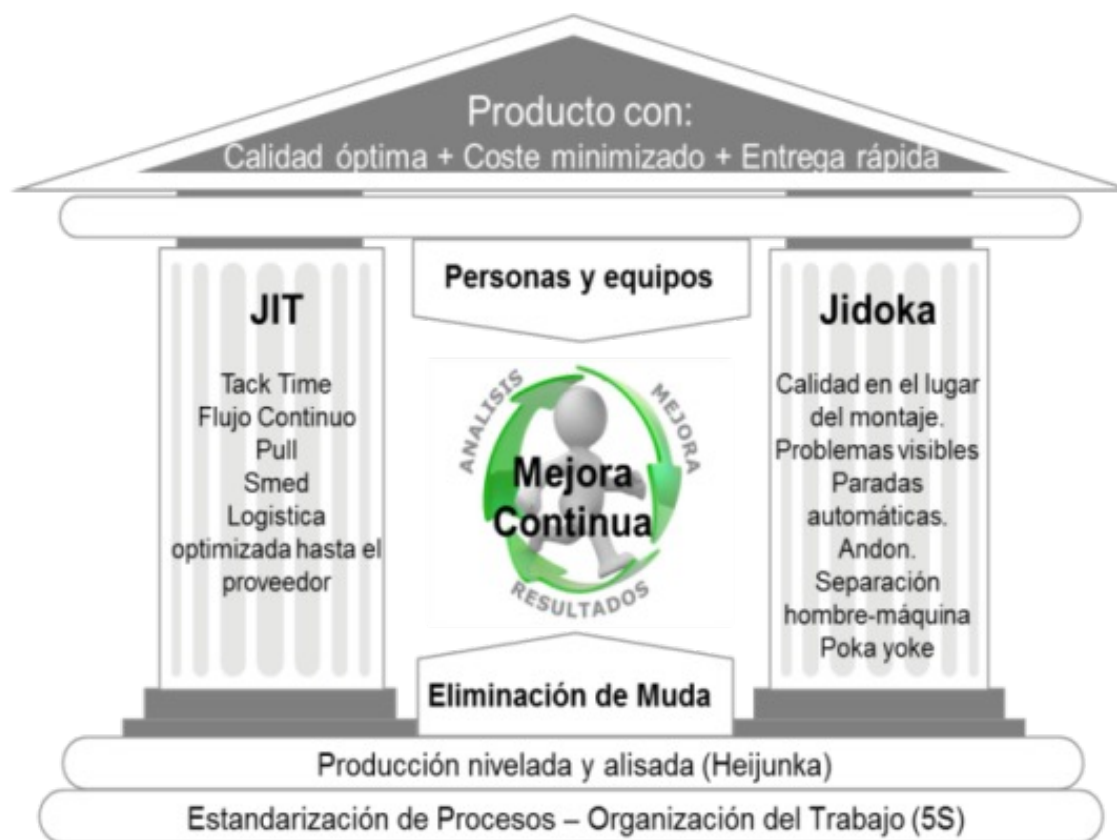 Producto con:
Calidad óptima + Coste minimizado + Entrega rápida
Personas y equipos
JIT
Tack Time
Flujo Continuo
Pull
Smed
Logistica
optimizada hasta el
proveedor
ANALISIS
MEJORA
RESULTADOS
Mejora
Continua
Jidoka
Calidad en el lugar
del montaje.
Problemas visibles
Paradas
automáticas.
Andon.
Separación
hombre-máquina
Poka yoke
Eliminación de Muda
Producción nivelada y alisada (Heijunka)
Estandarización de Procesos – Organización del Trabajo (5S)